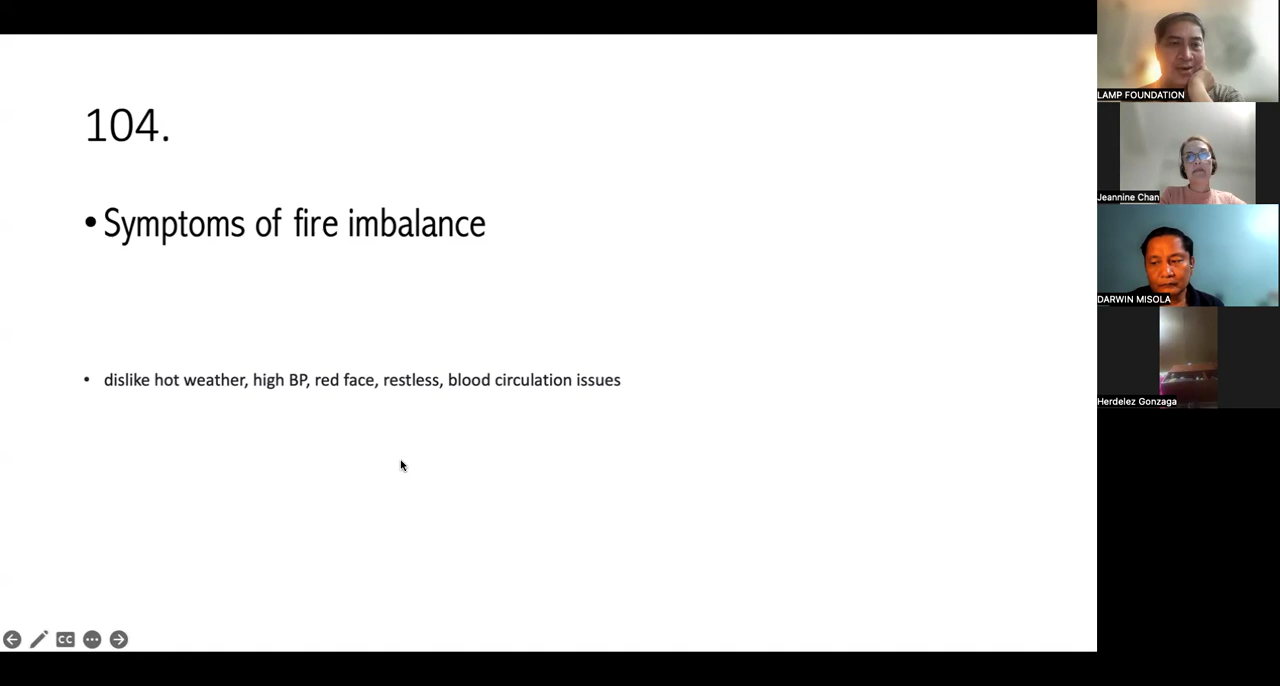 104.
• Symptoms of fire imbalance
• dislike hot weather, high BP, red face, restless, blood circulation issues
CC
LAMP FOUNDATION
Jeannine Chan
DARWIN MISOLA
Herdelez Gonzaga